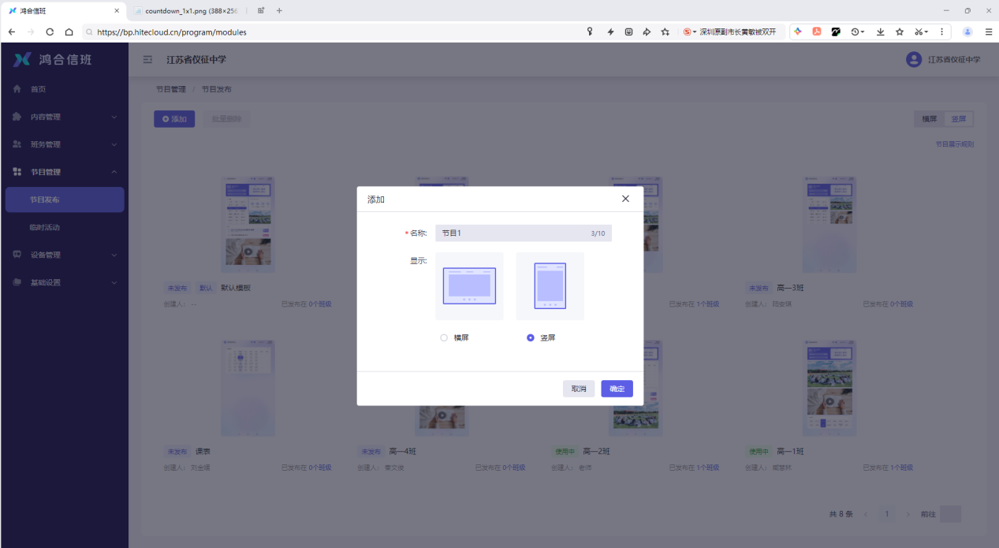 鸿合信班
countdown_1x1.png (388×256
https://bp.hitecloud.cn/program/modules
深圳原副市长黄敏被双开
鸿合信班
江苏省仪征中学
江苏省仪征中学
首页
内容管理
班务管理
节目管理
节目发布
临时活动
设备管理
基础设置
节目管理 / 节目发布
添加
批量删除
横屏
竖屏
节目展示规则
未发布 默认 默认模板
创建人: --
已发布在 0个班级
已发布在 1个班级
未发布 高一3班
创建人:
已发布在 0个班级
添加
*名称:
节目1
3/10
显示:
横屏
竖屏
取消
确定
未发布 课表
创建人:
已发布在 0个班级
未发布 高一4班
创建人: 姜文俊
已发布在 0个班级
使用中 高一2班
创建人: 老师
已发布在 1个班级
使用中 高一1班
创建人:
已发布在 1个班级
共 8 条
1
前往